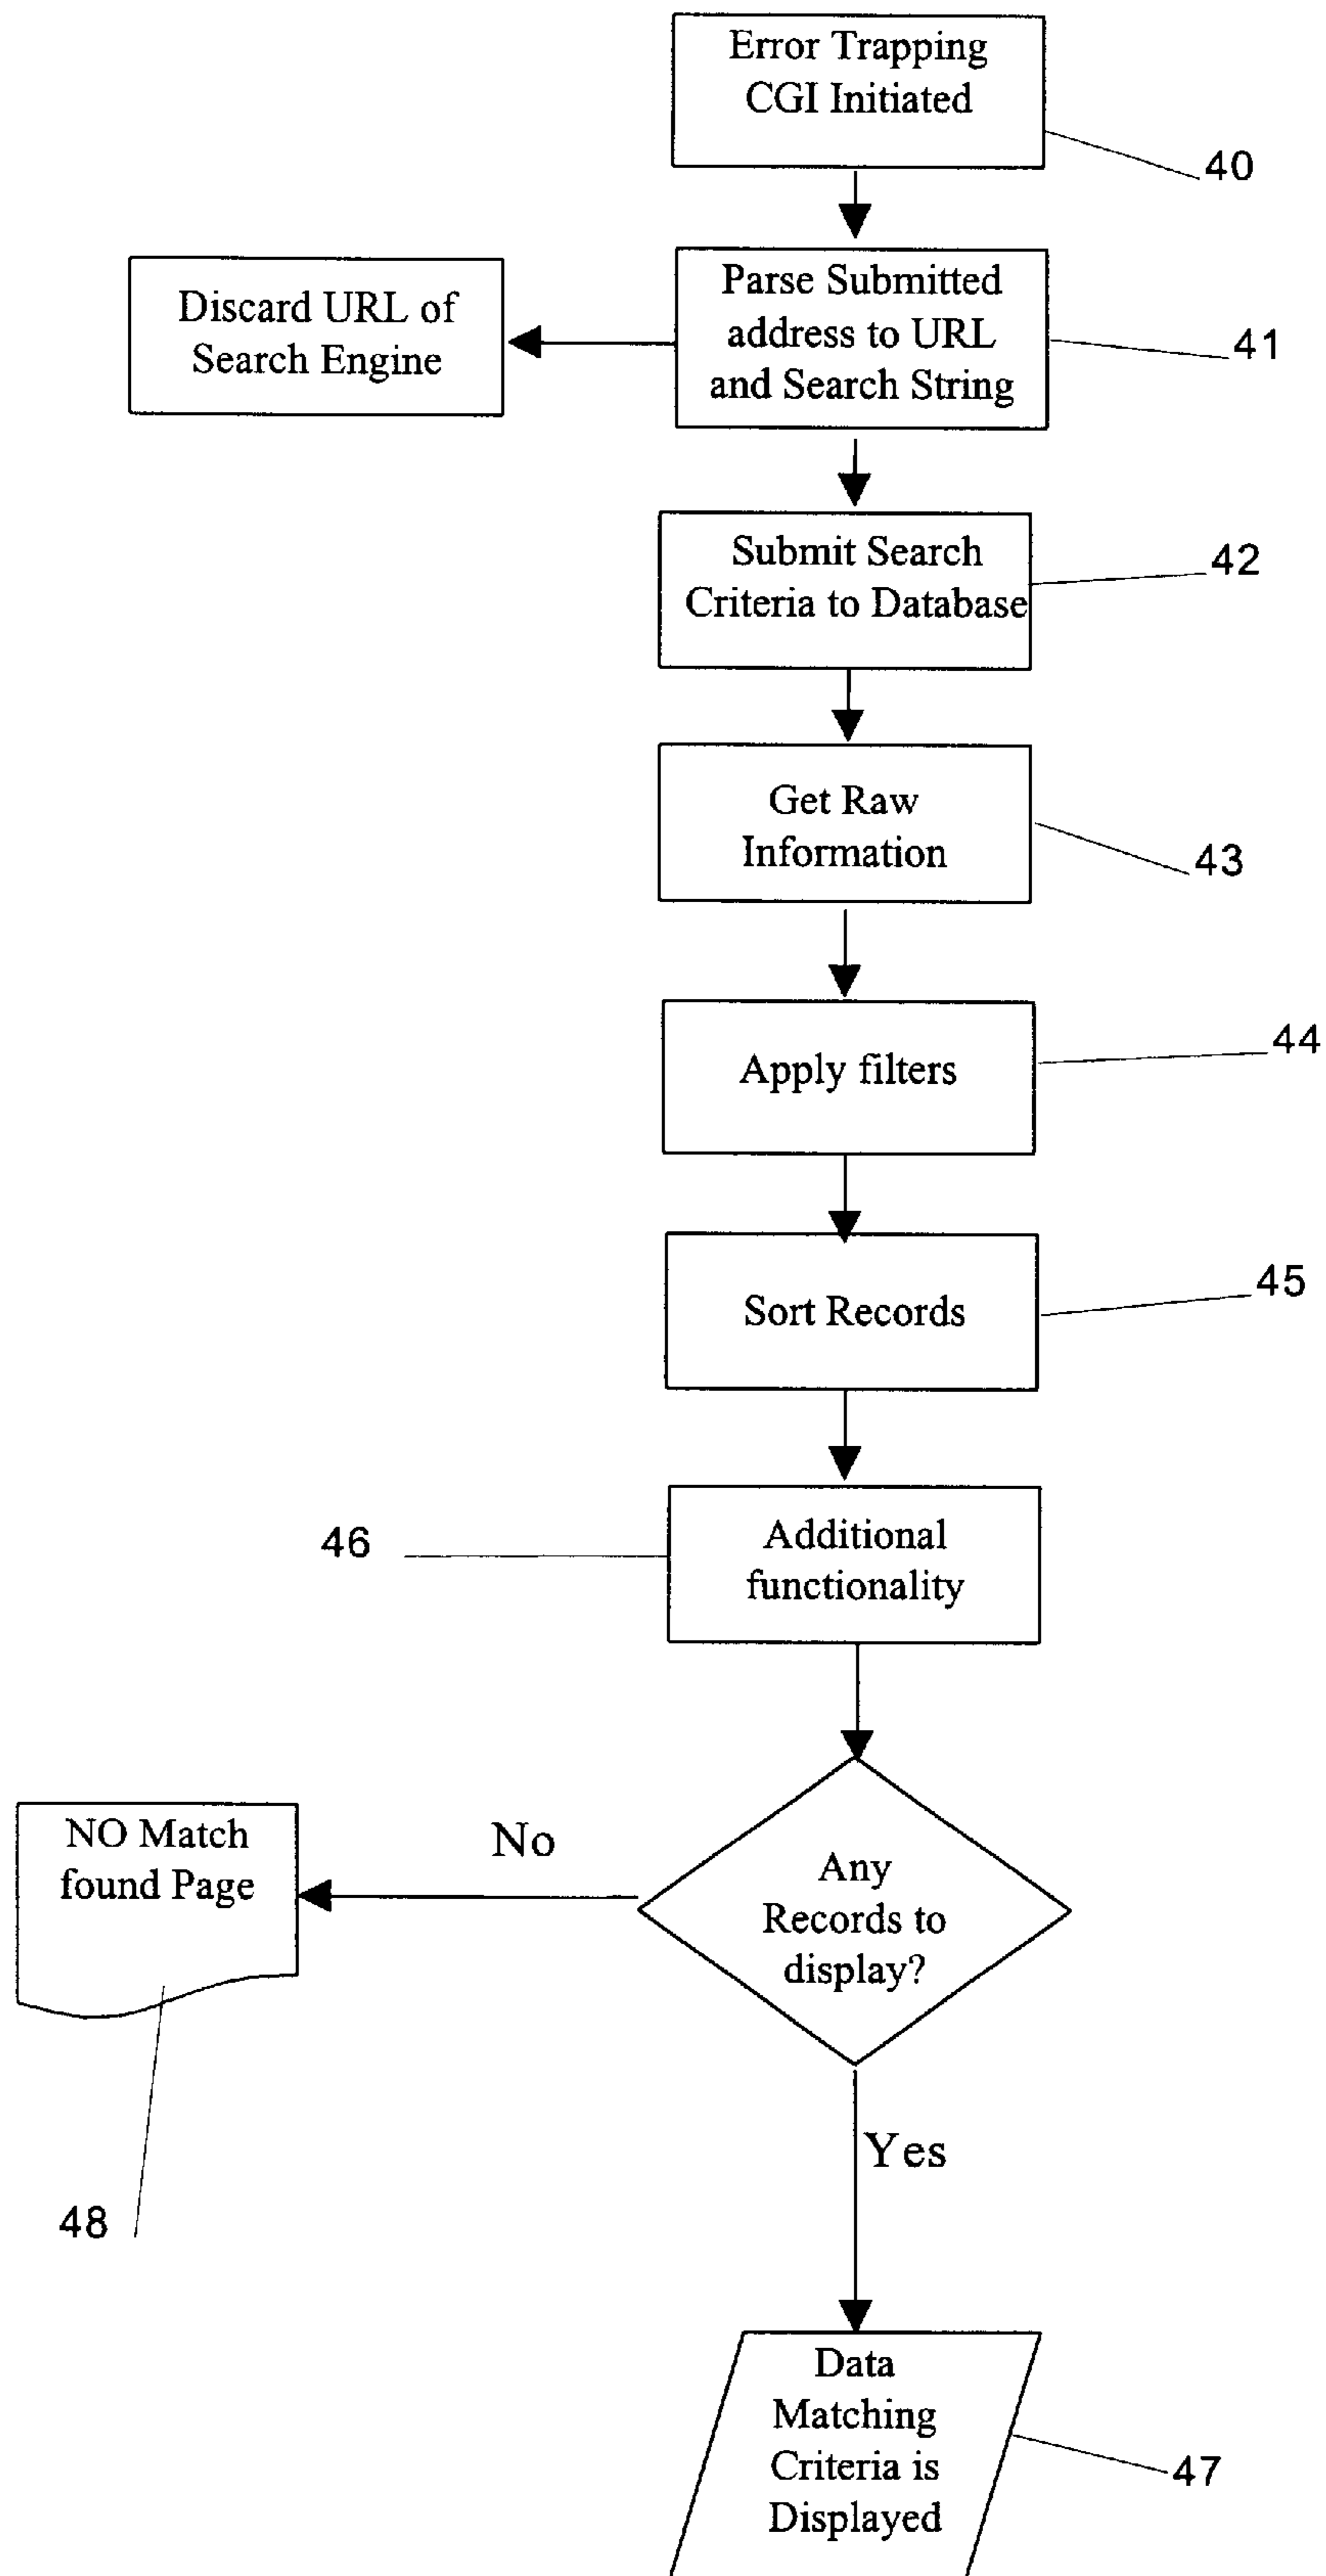 Error Trapping
CGI Initiated
40
Discard URL of
Search Engine
Parse Submitted
address to URL
and Search String
41
Submit Search
Criteria to Database
42
Get Raw
Information
43
Apply filters
44
Sort Records
45
46
Additional
functionality
NO Match
found Page
No
Any
Records to
display?
Yes
48
Data
Matching
Criteria is
Displayed
47